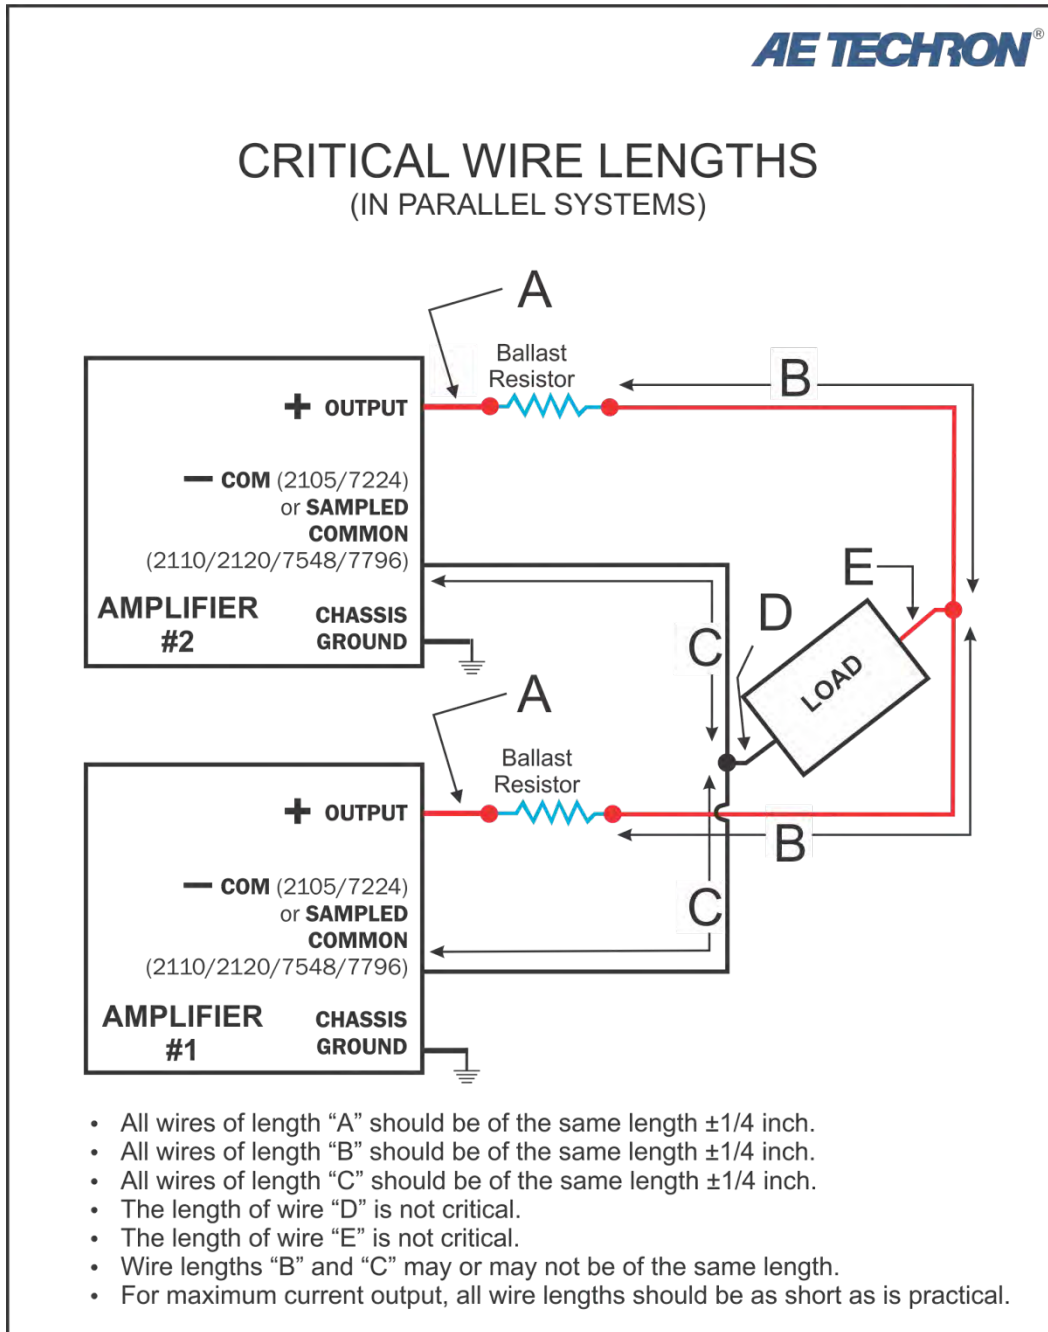 AE TECHRON®
CRITICAL WIRE LENGTHS
(IN PARALLEL SYSTEMS)
A
Ballast
Resistor
B
+ OUTPUT
— COM (2105/7224)
or SAMPLED
COMMON
(2110/2120/7548/7796)
AMPLIFIER
#2
CHASSIS
GROUND
C
D
E
LOAD
A
Ballast
Resistor
B
+ OUTPUT
— COM (2105/7224)
or SAMPLED
COMMON
(2110/2120/7548/7796)
C
AMPLIFIER
#1
CHASSIS
GROUND
• All wires of length “A” should be of the same length ±1/4 inch.
• All wires of length “B” should be of the same length ±1/4 inch.
• All wires of length “C” should be of the same length ±1/4 inch.
• The length of wire “D” is not critical.
• The length of wire “E” is not critical.
• Wire lengths “B” and “C” may or may not be of the same length.
• For maximum current output, all wire lengths should be as short as is practical.